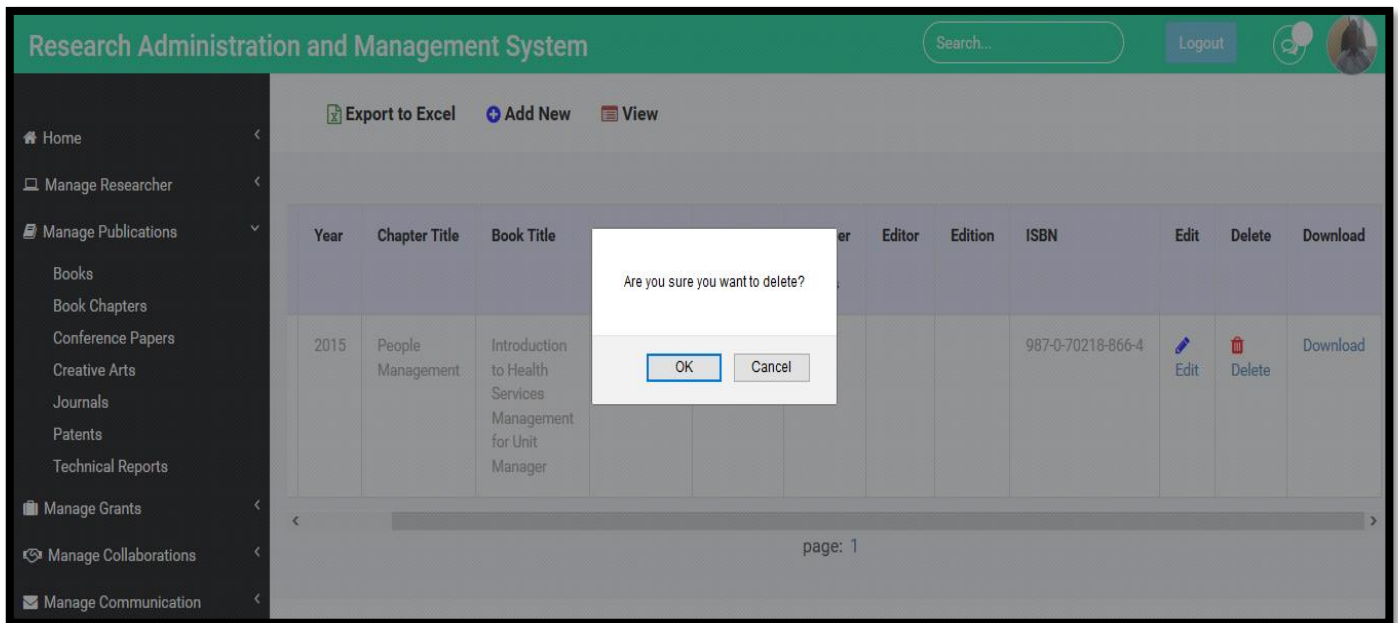 Research Administration and Management System
Search...
Logout
Export to Excel
Add New
View
Home
Manage Researcher
Manage Publications
Books
Book Chapters
Conference Papers
Creative Arts
Journals
Patents
Technical Reports
Manage Grants
Manage Collaborations
Manage Communication
Year
Chapter Title
Book Title
er
s
Editor
Edition
ISBN
Edit
Delete
Download
2015
People
Management
Introduction
to Health
Services
Management
for Unit
Manager
987-0-70218-866-4
Edit
Delete
Download
Are you sure you want to delete?
OK
Cancel
page: 1